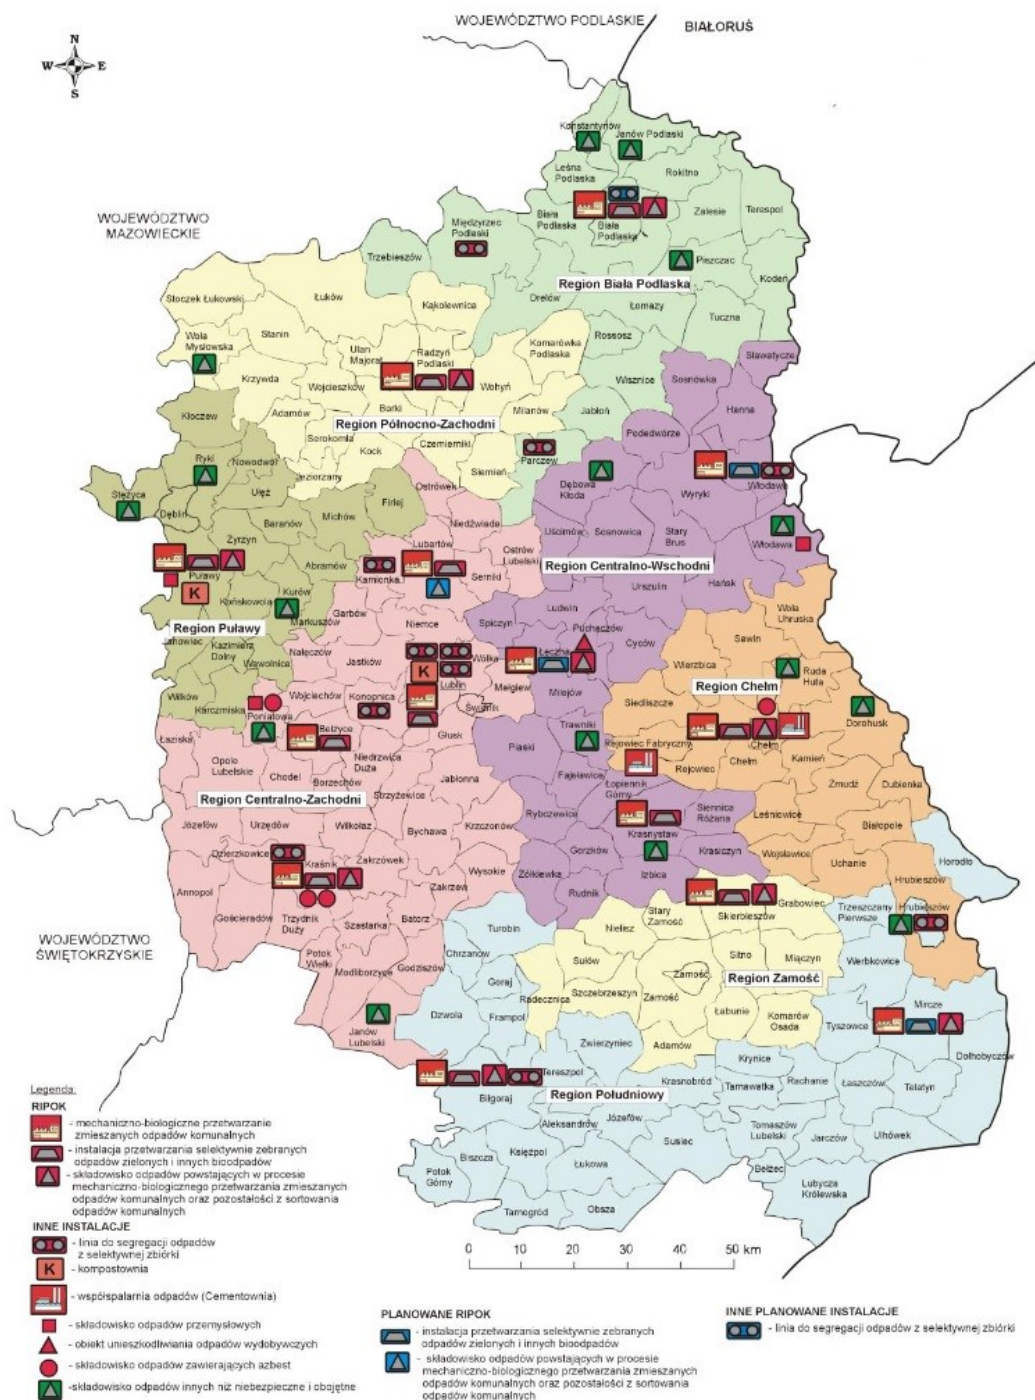 WOJEWÓDZTWO PODLASKIE
BIAŁORUŚ
N
W E
S
Konstantynów
Janów Podlaski
Leśna
Podlaska
Rokitno
WOJEWÓDZTWO
MAZOWIECKIE
Międzyrzec
Podlaski
Biała
Podlaska
Biała
Podlaska
Zalesie
Terespol
Trzebieszów
Piszczac
Region Biała Podlaska
Kodeń
Stoczek Łukowski
Łuków
Kąkolewnica
Drelów
Łomazy
Tuczna
Stanin
Wola
Mysłowska
Ulan
Majorat
Radzyń
Podlaski
Komarówka
Podlaska
Rossosz
Sławatycze
Krzywda
Wojcieszków
Wohyń
Wisznice
Sosnówka
Hanna
Kłoczew
Adamów
Borki
Milanów
Jabłoń
Region Północno-Zachodni
Podedwórze
Serokomla
Kock
Czemierniki
Parczew
Ryki
Nowodwór
Jeziorzany
Siemień
Stężyca
Dęblin
Ułęż
Ostrówek
Dębowa
Kłoda
Wyryki
Włodawa
Baranów
Michów
Firlej
Niedźwiada
Uścimów
Sosnowica
Stary
Brus
Włodawa
Żyrzyn
Abramów
Lubartów
Ostrów
Lubelski
Region Centralno-Wschodni
Puławy
K
Kamionka
Serniki
Urszulin
Hańsk
Końskowola
Kurów
Markuszów
Garbów
Niemce
Spiczyn
Ludwin
Wola
Uhruska
Region Puławy
Janowiec
Kazimierz
Dolny
Wąwolnica
Nałęczów
Jastków
K
Lublin
Wólka
Puchaczów
Łęczna
Cyców
Sawin
Wierzbica
Ruda
Huta
Wilków
Karczmiska
Wojciechów
Konopnica
Świdnik
Mełgiew
Milejów
Siedliszcze
Region Chełm
Dorohusk
Poniatowa
Łaziska
Bełżyce
Głusk
Trawniki
Piaski
Rejowiec Fabryczny
Chełm
Opole
Lubelskie
Chodel
Niedrzwica
Duża
Borzechów
Jabłonna
Fajsławice
Łopiennik
Górny
Rejowiec
Chełm
Kamień
Region Centralno-Zachodni
Strzyżewice
Żmudź
Dubienka
Józefów
Urzędów
Wilkołaz
Bychawa
Krzczonów
Rybczewice
Krasnystaw
Siennica
Różana
Leśniowice
Białopole
Dzierzkowice
Kraśnik
Zakrzówek
Wysokie
Gorzków
Żółkiewka
Izbica
Kraśniczyn
Wojsławice
Uchanie
Horodło
Annopol
Gościeradów
Trzydnik
Duży
Szastarka
Batorz
Zakrzew
Rudnik
Skierbieszów
Grabowiec
Hrubieszów
Trzeszczany
Pierwsze
Hrubieszów
WOJEWÓDZTWO
ŚWIĘTOKRZYSKIE
Potok
Wielki
Modliborzyce
Godziszów
Turobin
Chrzanów
Stary
Zamość
Nielisz
Sitno
Miączyn
Werbkowice
Goraj
Sułów
Region Zamość
Janów
Lubelski
Dzwola
Frampol
Radecznica
Szczebrzeszyn
Zamość
Zamość
Łabunie
Komarów
Osada
Tyszowce
Mircze
Zwierzyniec
Adamów
Dołhobyczów
Tereszpol
Krasnobród
Krynice
Tarnawatka
Rachanie
Łaszczów
Telatyn
Biłgoraj
Region Południowy
Aleksandrów
Józefów
Susiec
Tomaszów
Lubelski
Jarczów
Ulhówek
Potok
Górny
Biszcza
Księżpol
Łukowa
Bełżec
Lubycza
Królewska
Tarnogród
Obsza
0 10 20 30 40 50 km
Legenda:
RIPOK
- mechaniczno-biologiczne przetwarzanie
zmieszanych odpadów komunalnych
- instalacja przetwarzania selektywnie zebranych
odpadów zielonych i innych bioodpadów
- składowisko odpadów powstających w procesie
mechaniczno-biologicznego przetwarzania zmieszanych
odpadów komunalnych oraz pozostałości z sortowania
odpadów komunalnych
INNE INSTALACJE
- linia do segregacji odpadów
z selektywnej zbiórki
K - kompostownia
- współspalarnia odpadów (Cementownia)
- składowisko odpadów przemysłowych
- obiekt unieszkodliwiania odpadów wydobywczych
- składowisko odpadów zawierających azbest
-składowisko odpadów innych niż niebezpieczne i obojętne
PLANOWANE RIPOK
- instalacja przetwarzania selektywnie zebranych
odpadów zielonych i innych bioodpadów
- składowisko odpadów powstających w procesie
mechaniczno-biologicznego przetwarzania zmieszanych
odpadów komunalnych oraz pozostałości z sortowania
odpadów komunalnych
INNE PLANOWANE INSTALACJE
- linia do segregacji odpadów z selektywnej zbiórki